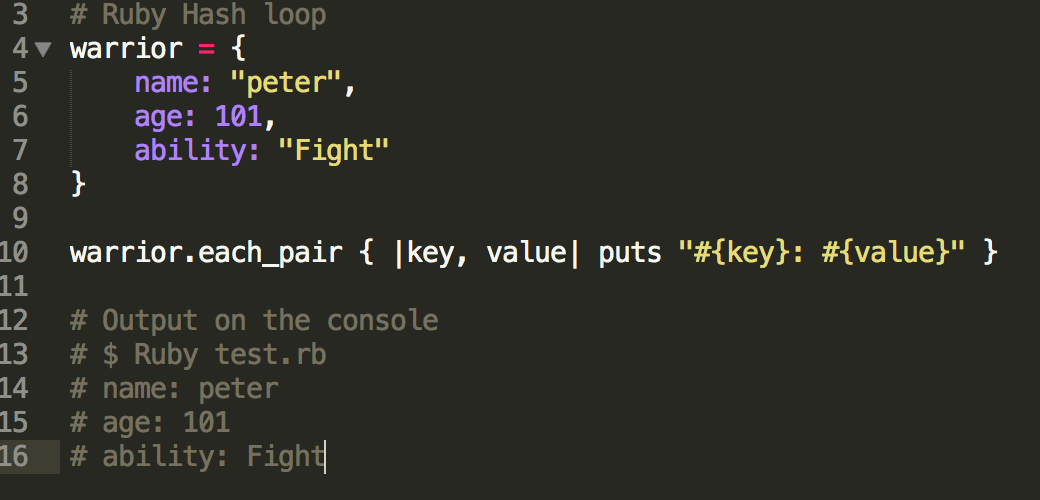 3 # Ruby Hash loop
4 warrior = {
5     name: "peter",
6     age: 101,
7     ability: "Fight"
8 }
9
10 warrior.each_pair { |key, value| puts "#{key}: #{value}" }
11
12 # Output on the console
13 # $ Ruby test.rb
14 # name: peter
15 # age: 101
16 # ability: Fight